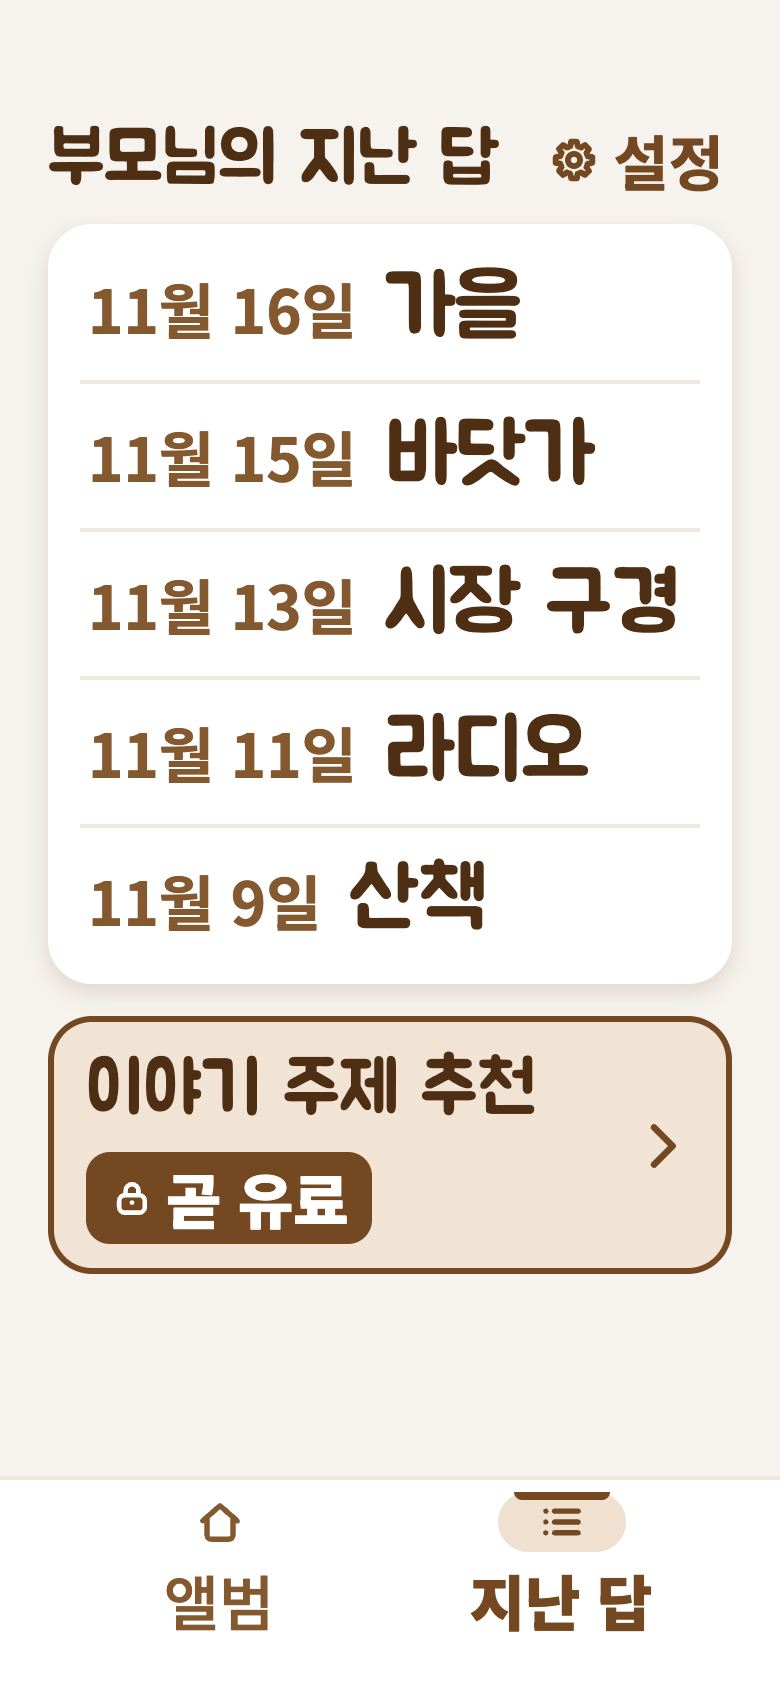 부모님의 지난 답 설정
11월 16일 가을
11월 15일 바닷가
11월 13일 시장 구경
11월 11일 라디오
11월 9일 산책
이야기 주제 추천
곧 유료
앨범 지난 답